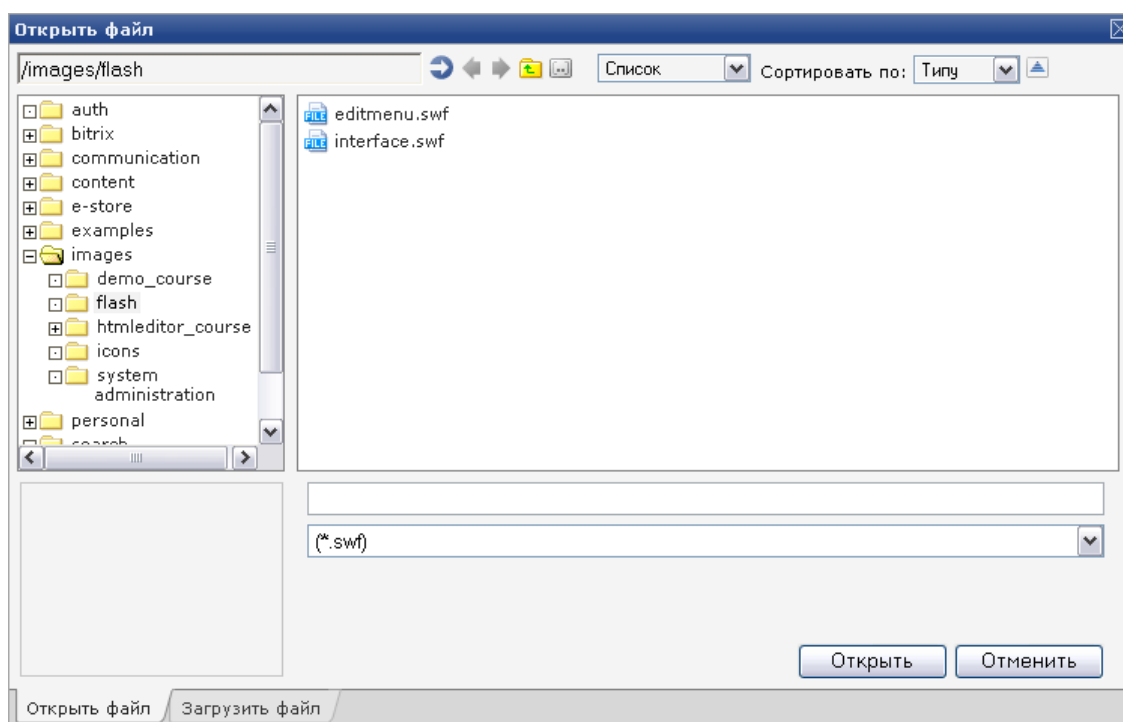 Открыть файл
/images/flash
Список
Сортировать по: Типу
auth
bitrix
communication
content
e-store
examples
images
demo_course
flash
htmleditor_course
icons
system
administration
personal
search
editmenu.swf
interface.swf
(*.swf)
Открыть Отменить
Открыть файл Загрузить файл